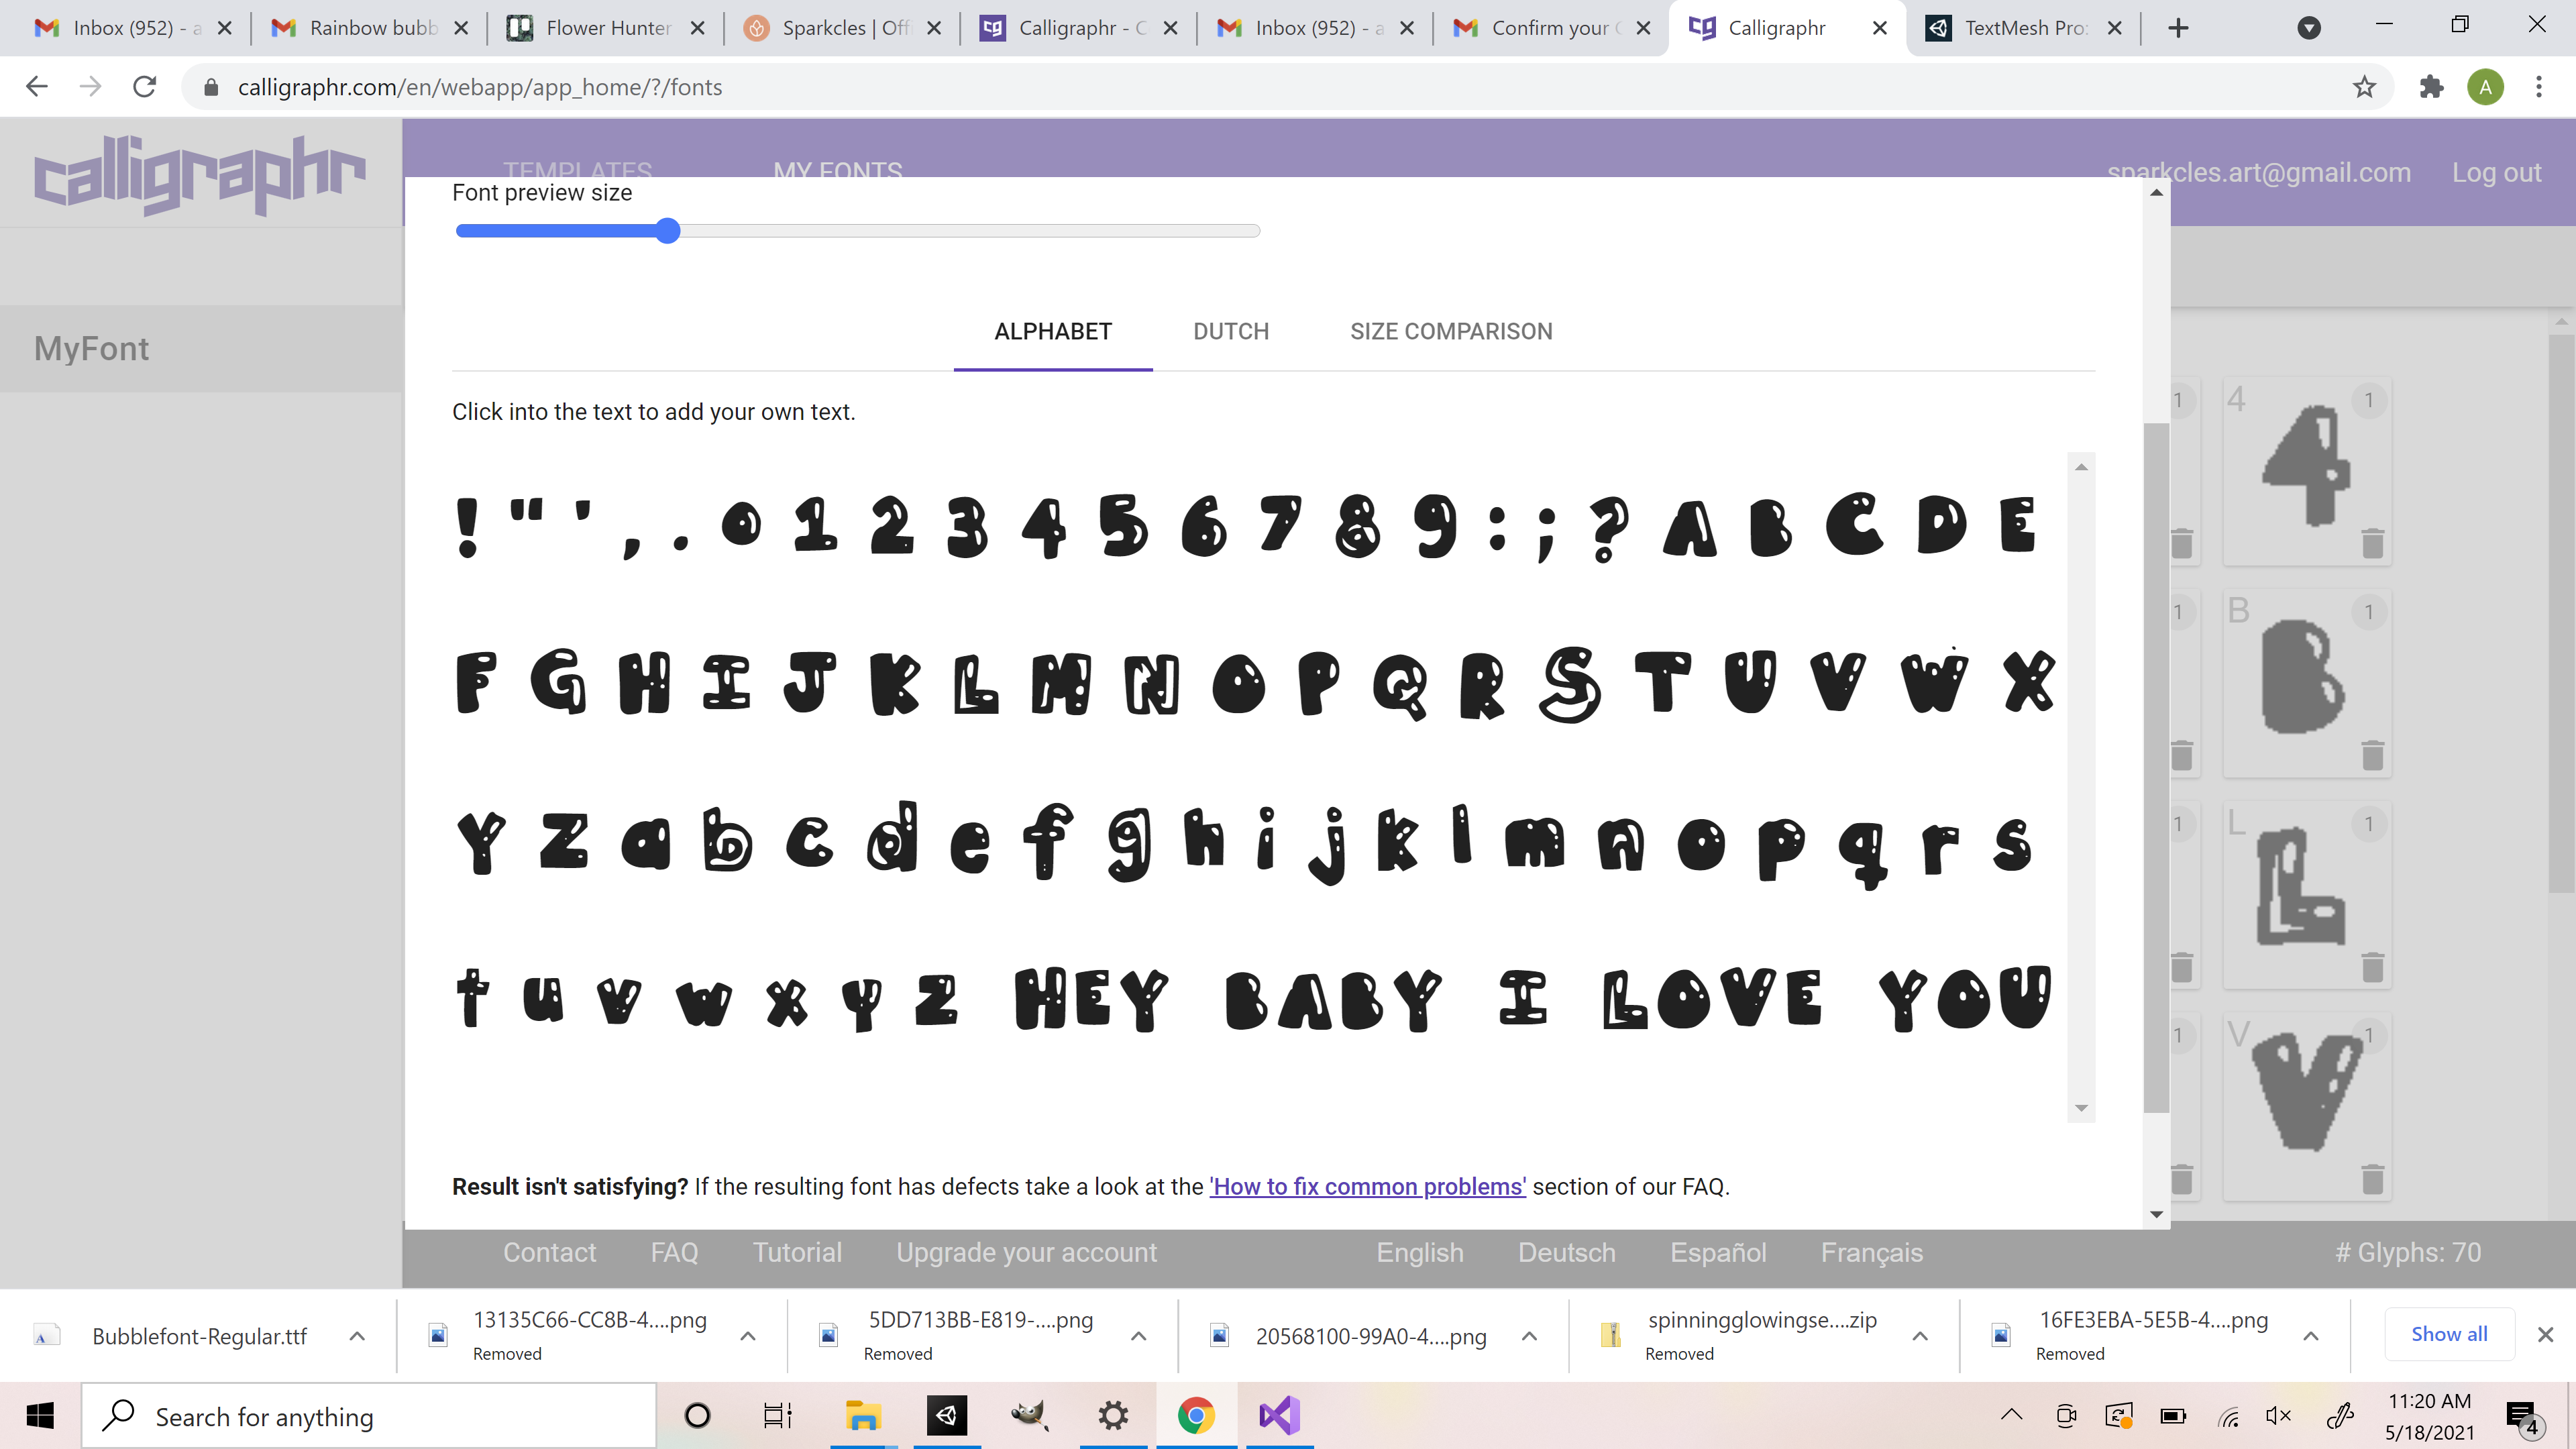 Inbox (952) - a
Rainbow bubb
Flower Hunter
Sparkcles | Offi
Calligraphr - C
Inbox (952) - a
Confirm your C
Calligraphr
TextMesh Pro:
calligraphr.com/en/webapp/app_home/?/fonts
A
calligraphr
TEMPLATES
MY FONTS
sparkcles.art@gmail.com
Log out
Font preview size
MyFont
ALPHABET
DUTCH
SIZE COMPARISON
Click into the text to add your own text.
! " ' , . 0 1 2 3 4 5 6 7 8 9 : ; ? A B C D E
F G H I J K L M N O P Q R S T U V W X
Y Z a b c d e f g h i j k l m n o p q r s
t u v w x y z HEY BABY I LOVE YOU
1
4
1
4
1
B
1
B
1
L
1
L
1
V
1
V
Result isn't satisfying? If the resulting font has defects take a look at the 'How to fix common problems' section of our FAQ.
Contact
FAQ
Tutorial
Upgrade your account
English
Deutsch
Español
Français
# Glyphs: 70
Bubblefont-Regular.ttf
13135C66-CC8B-4....png
Removed
5DD713BB-E819-....png
Removed
20568100-99A0-4....png
spinningglowingse....zip
Removed
16FE3EBA-5E5B-4....png
Removed
Show all
Search for anything
11:20 AM
5/18/2021
4